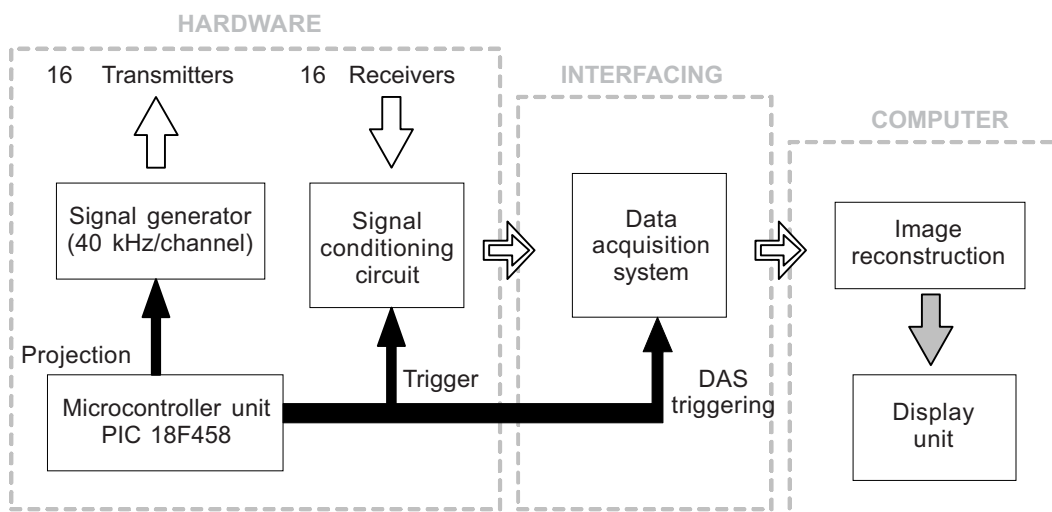 HARDWARE
16 Transmitters
16 Receivers
Signal generator
(40 kHz/channel)
Signal
conditioning
circuit
Projection
Trigger
Microcontroller unit
PIC 18F458
INTERFACING
Data
acquisition
system
DAS
triggering
COMPUTER
Image
reconstruction
Display
unit